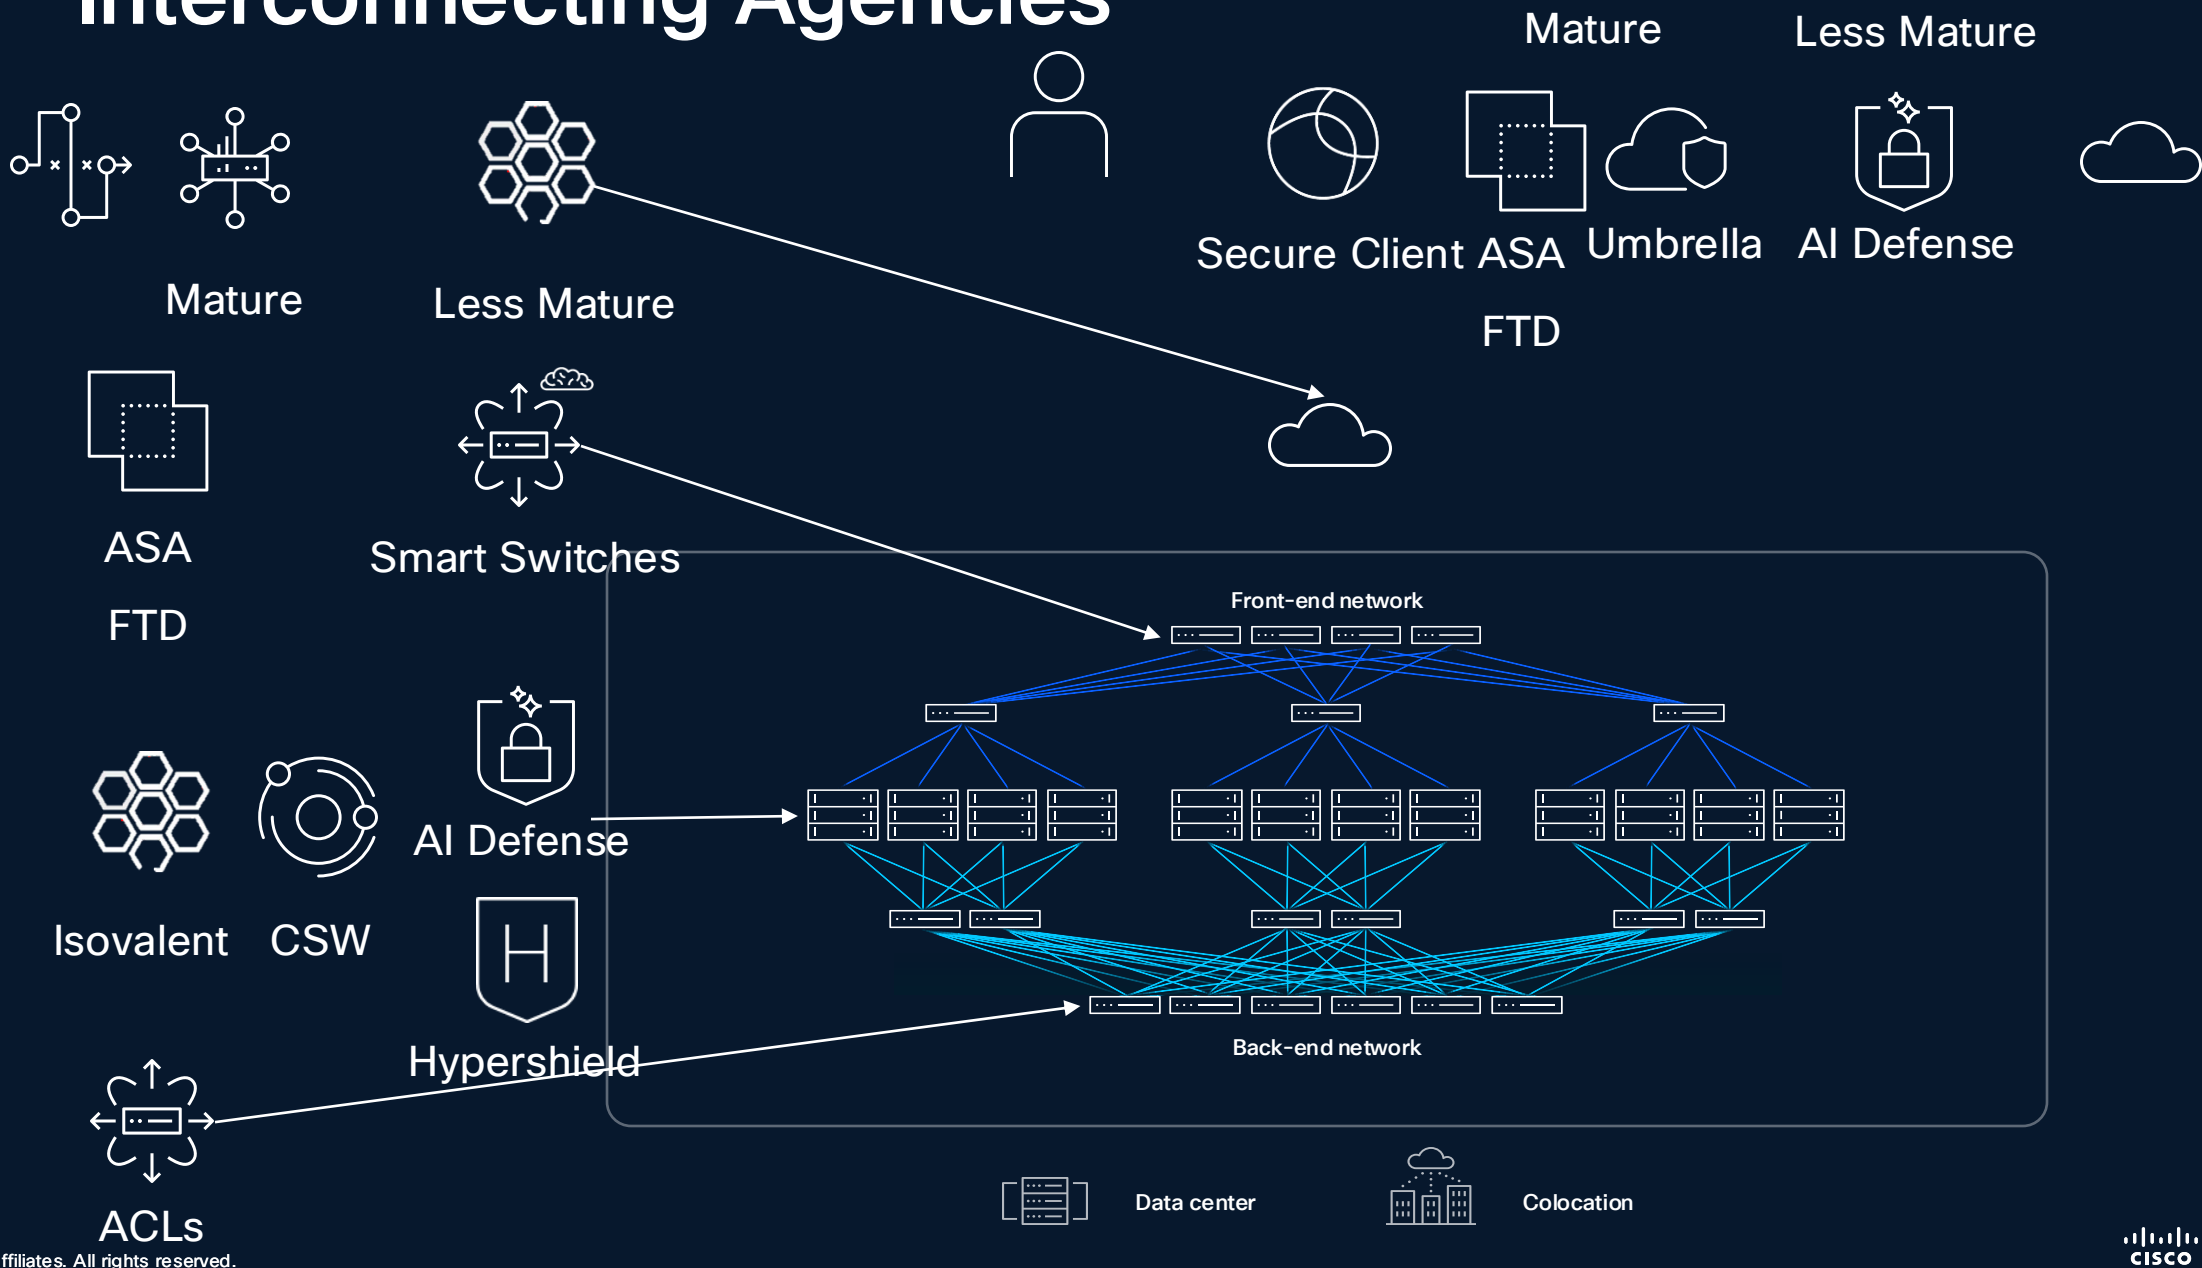 Interconnecting Agencies
Mature
Less Mature
Secure Client
ASA
Umbrella
AI Defense
FTD
Mature
Less Mature
ASA
Smart Switches
FTD
Front-end network
AI Defense
Isovalent
CSW
H
Hypershield
Back-end network
ACLs
Data center
Colocation
ffiliates. All rights reserved.
CISCO